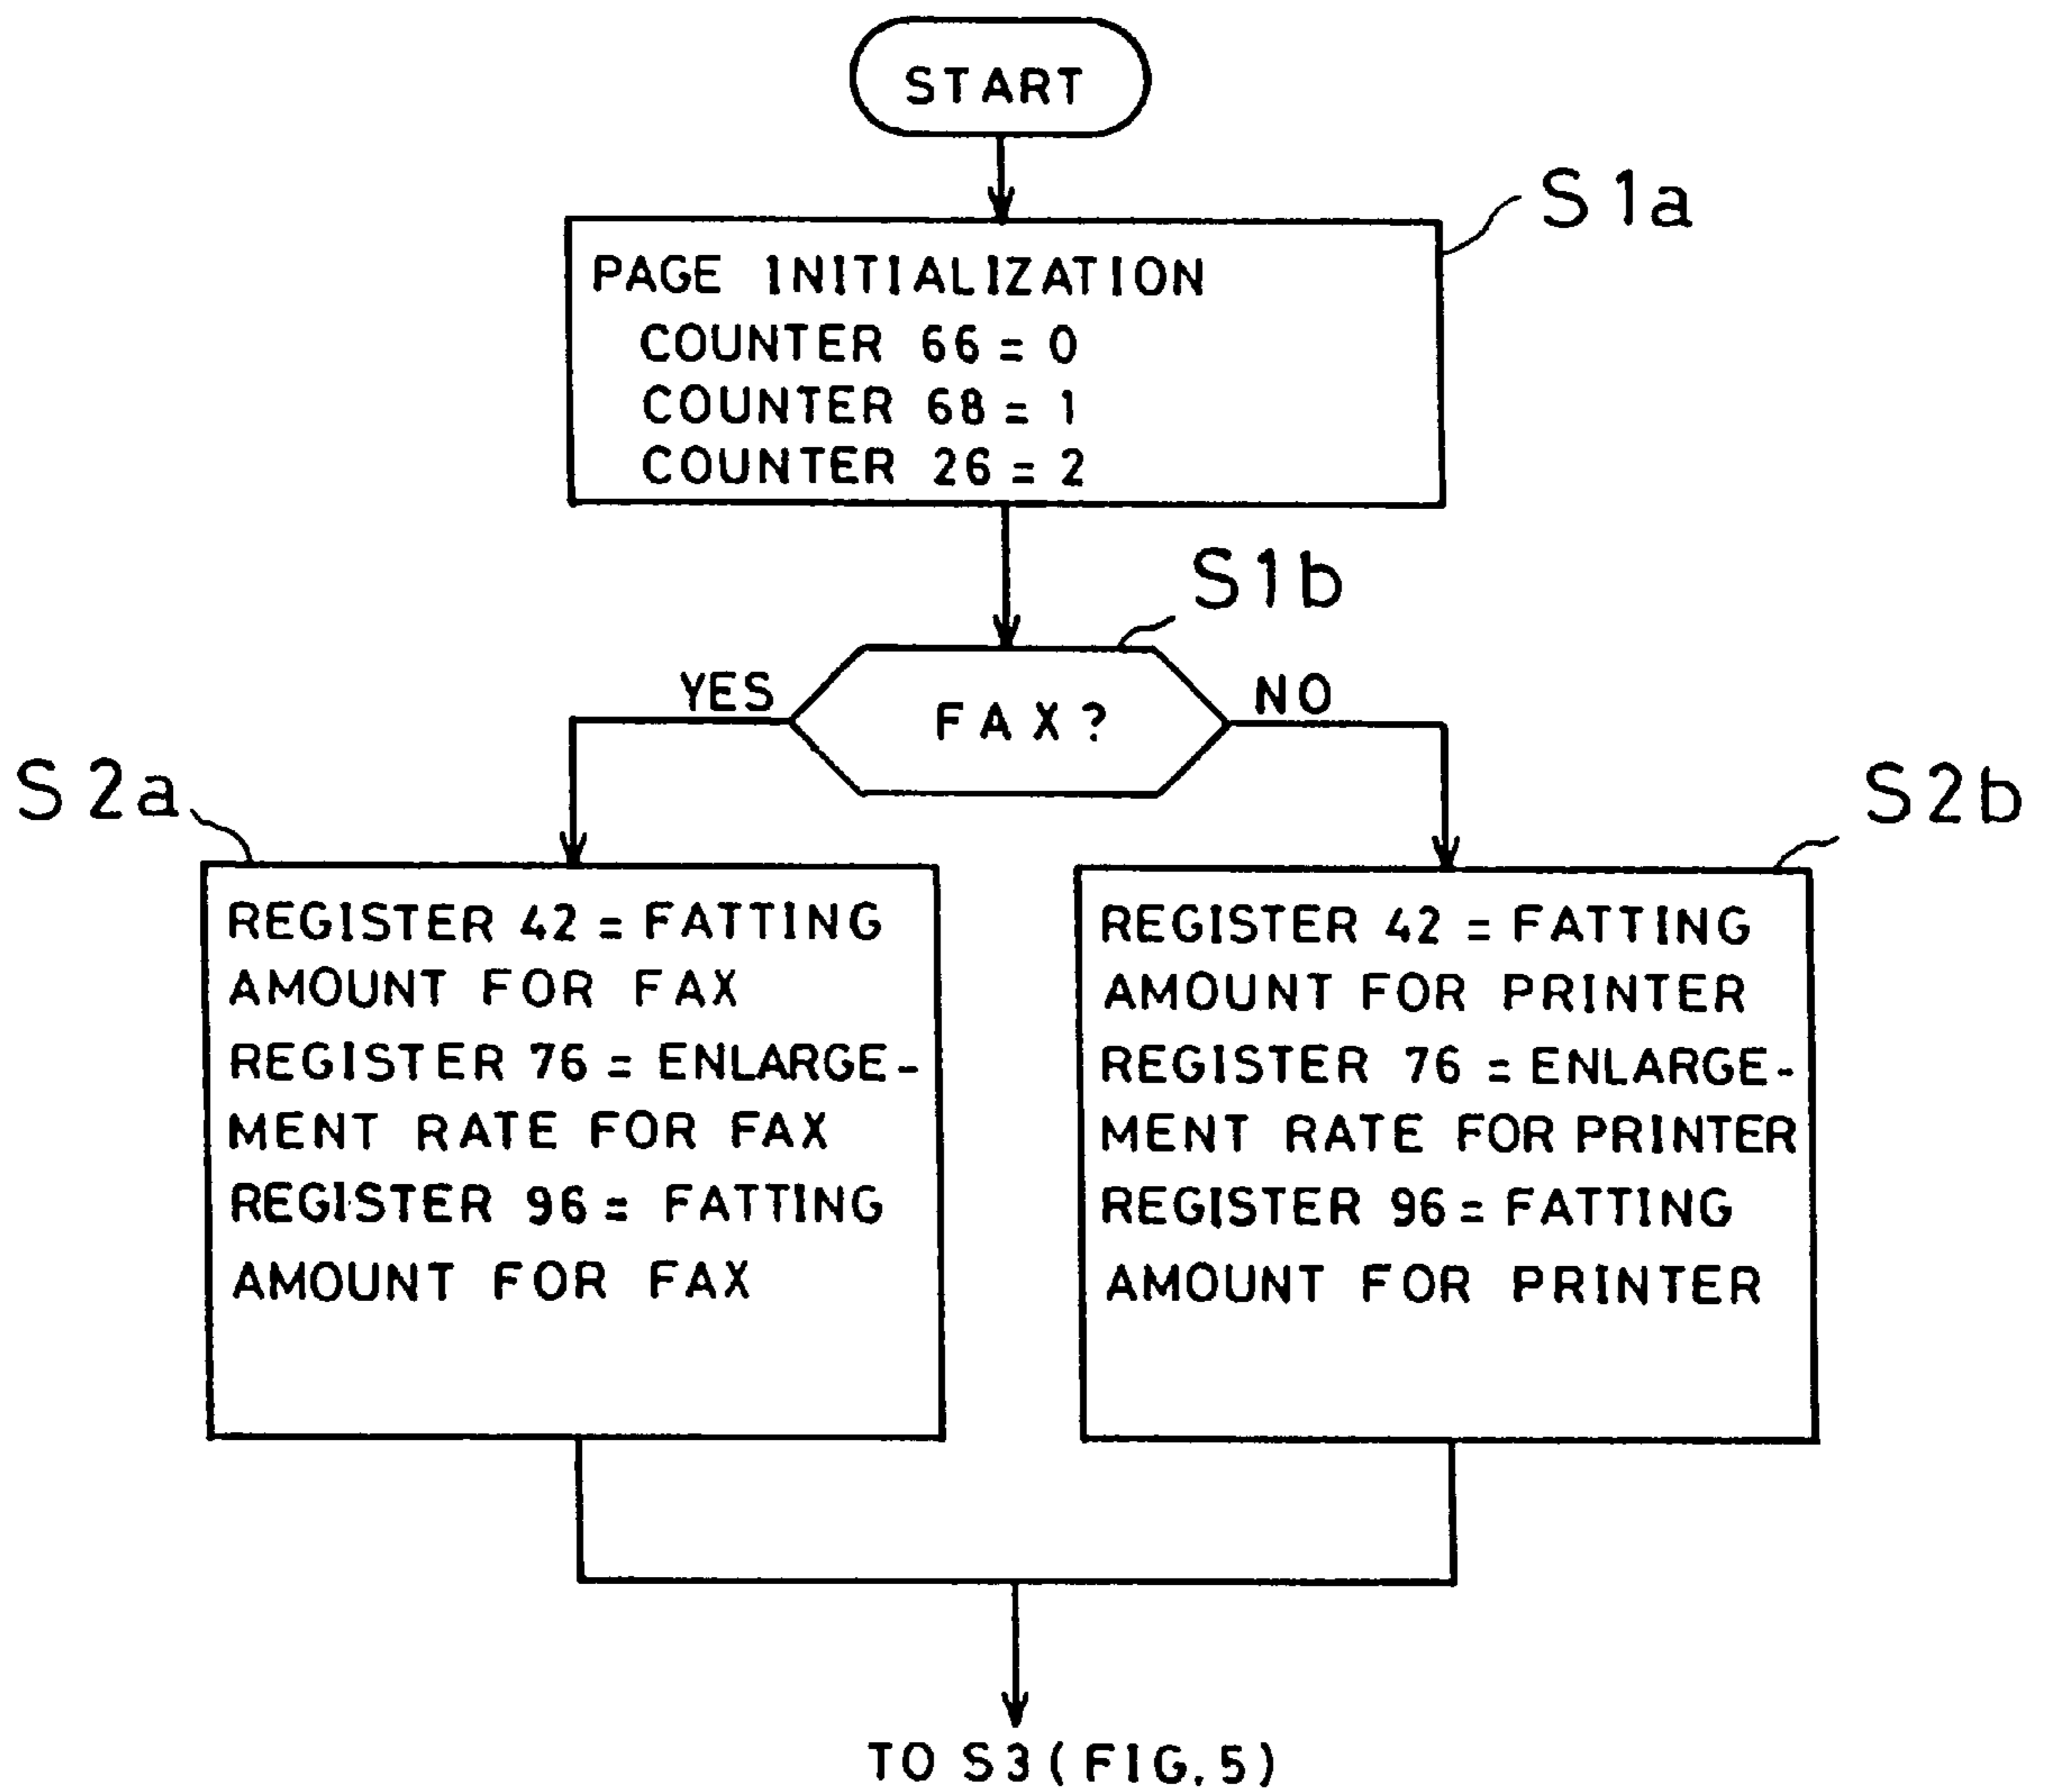 START
S1a
PAGE INITIALIZATION
COUNTER 66 = 0
COUNTER 68 = 1
COUNTER 26 = 2
S1b
YES
FAX?
NO
S2a
REGISTER 42 = FATTING
AMOUNT FOR FAX
REGISTER 76 = ENLARGE-
MENT RATE FOR FAX
REGISTER 96 = FATTING
AMOUNT FOR FAX
S2b
REGISTER 42 = FATTING
AMOUNT FOR PRINTER
REGISTER 76 = ENLARGE-
MENT RATE FOR PRINTER
REGISTER 96 = FATTING
AMOUNT FOR PRINTER
TO S3 (FIG. 5)